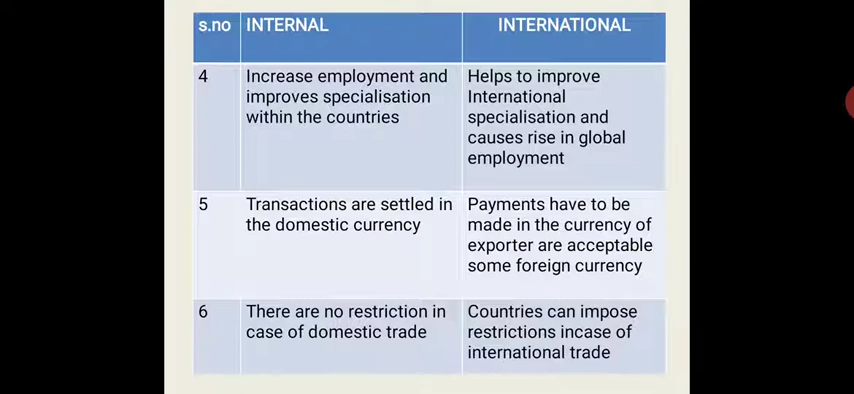 s.no INTERNAL INTERNATIONAL
4 Increase employment and Helps to improve
improves specialisation International
within the countries specialisation and
causes rise in global
employment
5 Transactions are settled in Payments have to be
the domestic currency made in the currency of
exporter are acceptable
some foreign currency
6 There are no restriction in Countries can impose
case of domestic trade restrictions incase of
international trade